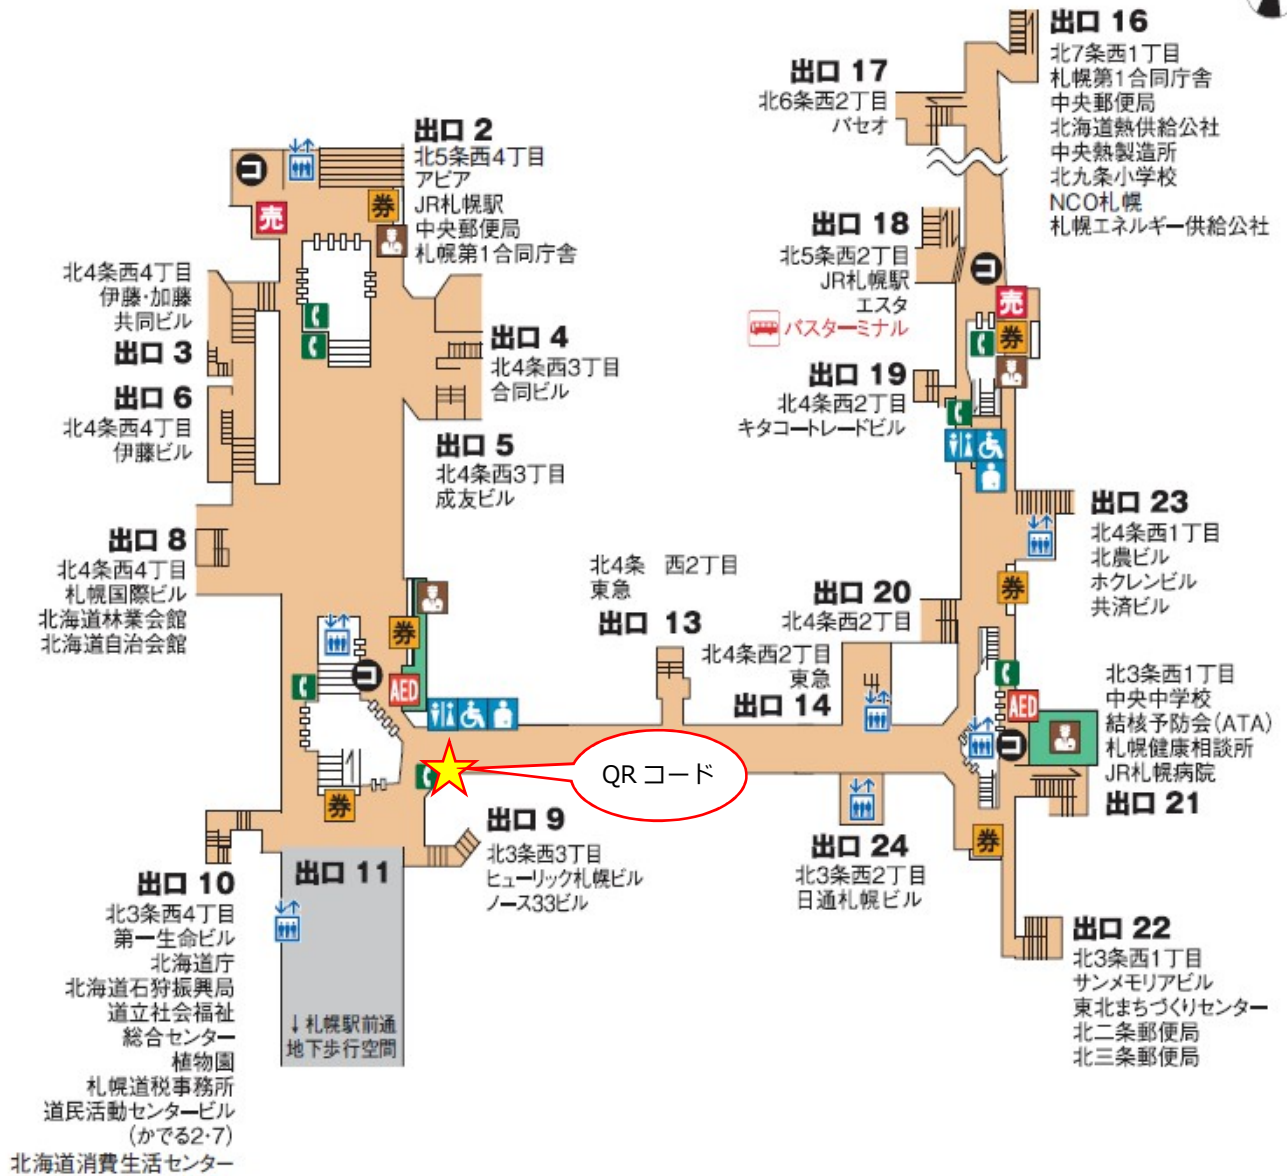 出口 16
北7条西1丁目
札幌第1合同庁舎
中央郵便局
北海道熱供給公社
中央熱製造所
北九条小学校
NCO札幌
札幌エネルギー供給公社
出口 17
北6条西2丁目
パセオ
出口 2
北5条西4丁目
アピア
JR札幌駅
中央郵便局
札幌第1合同庁舎
コ
売
券
出口 18
北5条西2丁目
JR札幌駅
エスタ
バスターミナル
コ
売
券
北4条西4丁目
伊藤・加藤
共同ビル
出口 3
出口 4
北4条西3丁目
合同ビル
出口 19
北4条西2丁目
キタコートレードビル
出口 6
北4条西4丁目
伊藤ビル
出口 5
北4条西3丁目
成友ビル
出口 23
北4条西1丁目
北農ビル
ホクレンビル
共済ビル
出口 8
北4条西4丁目
札幌国際ビル
北海道林業会館
北海道自治会館
北4条 西2丁目
東急
出口 13
出口 20
北4条西2丁目
券
券
コ
AED
北4条西2丁目
東急
出口 14
AED
コ
北3条西1丁目
中央中学校
結核予防会(ATA)
札幌健康相談所
JR札幌病院
出口 21
QR コード
券
券
出口 9
北3条西3丁目
ヒューリック札幌ビル
ノース33ビル
出口 24
北3条西2丁目
日通札幌ビル
出口 10
北3条西4丁目
第一生命ビル
北海道庁
北海道石狩振興局
道立社会福祉
総合センター
植物園
札幌道税事務所
道民活動センタービル
(かでる2・7)
北海道消費生活センター
出口 11
↓札幌駅前通
地下歩行空間
出口 22
北3条西1丁目
サンメモリアビル
東北まちづくりセンター
北二条郵便局
北三条郵便局